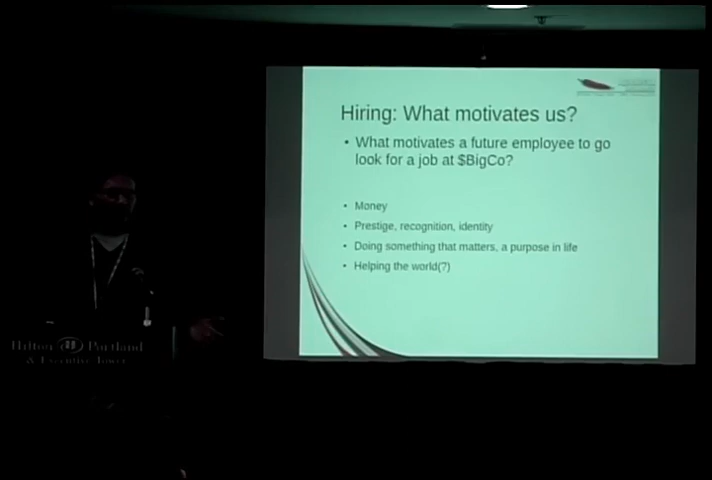 Hiring: What motivates us?
• What motivates a future employee to go
look for a job at $BigCo?
• Money
• Prestige, recognition, identity
• Doing something that matters, a purpose in life
• Helping the world(?)
Hilton Portland
& Executive Tower